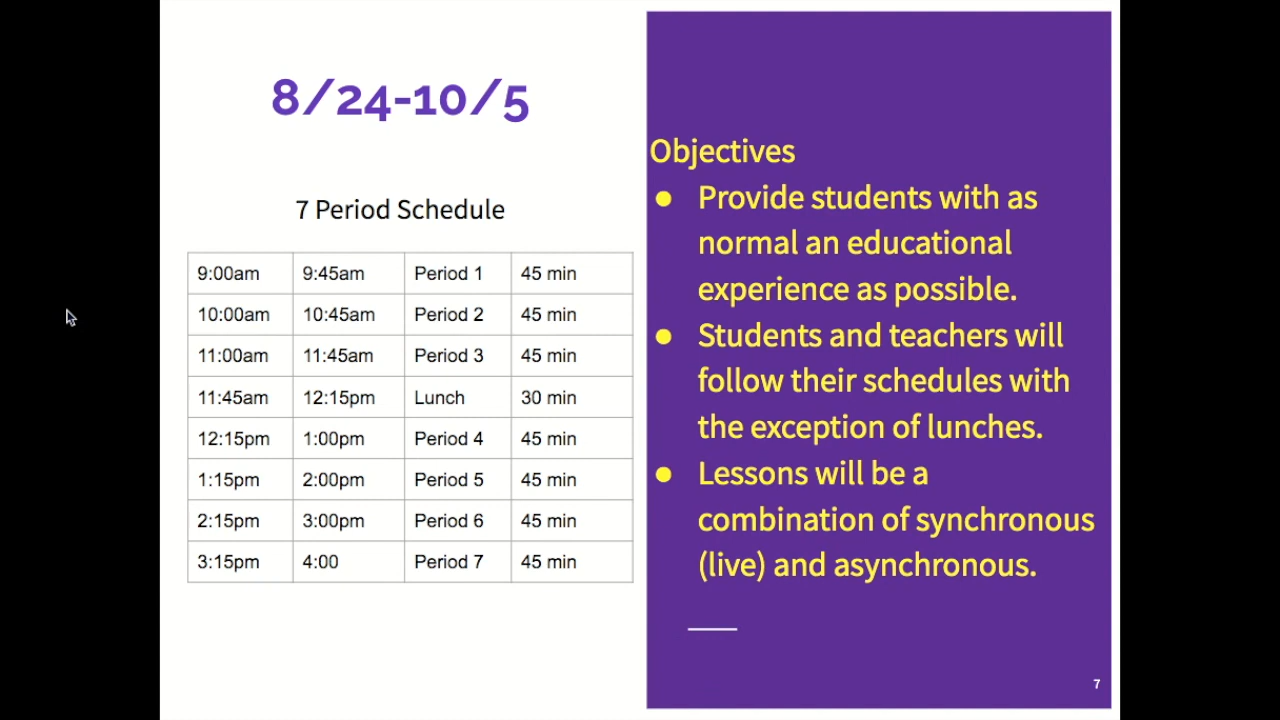 8/24-10/5
7 Period Schedule
9:00am 9:45am Period 1 45 min
10:00am 10:45am Period 2 45 min
11:00am 11:45am Period 3 45 min
11:45am 12:15pm Lunch 30 min
12:15pm 1:00pm Period 4 45 min
1:15pm 2:00pm Period 5 45 min
2:15pm 3:00pm Period 6 45 min
3:15pm 4:00 Period 7 45 min
Objectives
● Provide students with as
normal an educational
experience as possible.
● Students and teachers will
follow their schedules with
the exception of lunches.
● Lessons will be a
combination of synchronous
(live) and asynchronous.
7